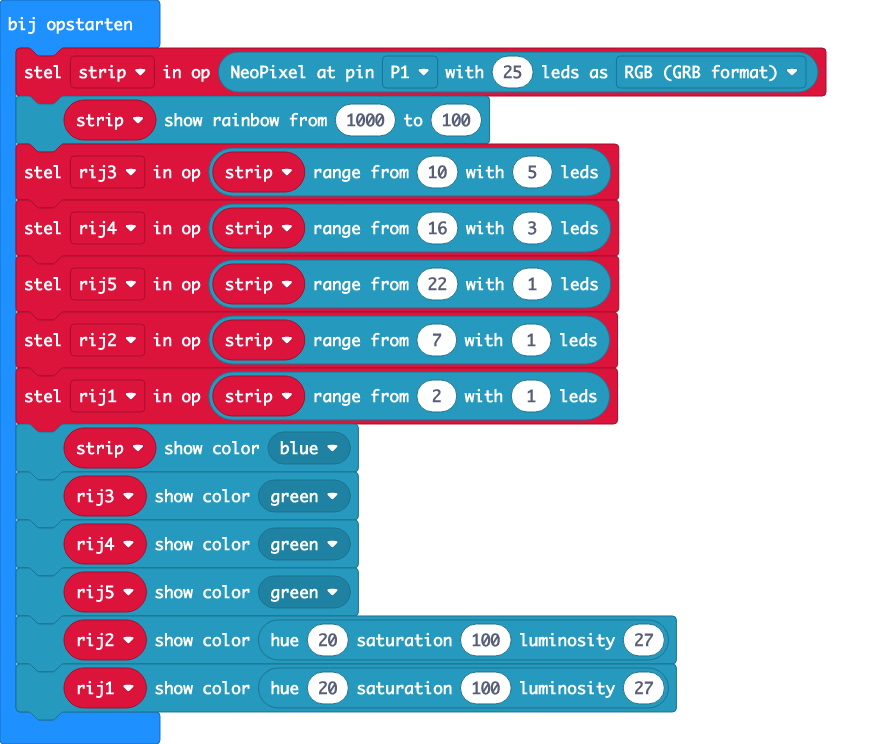 bij opstarten
stel strip in op NeoPixel at pin P1 with 25 leds as RGB (GRB format)
strip show rainbow from 1000 to 100
stel rij3 in op strip range from 10 with 5 leds
stel rij4 in op strip range from 16 with 3 leds
stel rij5 in op strip range from 22 with 1 leds
stel rij2 in op strip range from 7 with 1 leds
stel rij1 in op strip range from 2 with 1 leds
strip show color blue
rij3 show color green
rij4 show color green
rij5 show color green
rij2 show color hue 20 saturation 100 luminosity 27
rij1 show color hue 20 saturation 100 luminosity 27